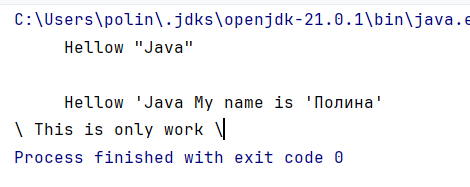 C:\Users\polin\.jdks\openjdk-21.0.1\bin\java.e
Hellow "Java"
Hellow 'Java My name is 'Полина'
\ This is only work \
Process finished with exit code 0